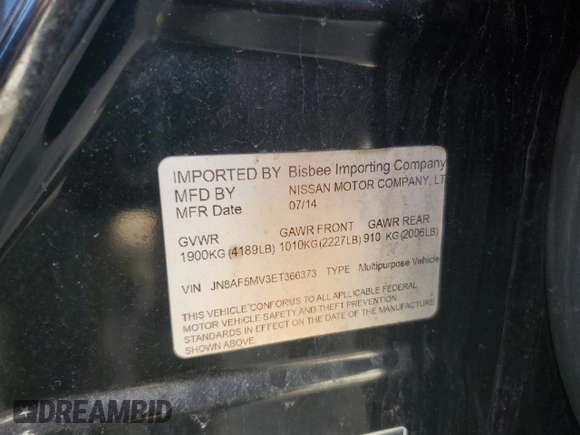 IMPORTED BY Bisbee Importing Company
MFD BY NISSAN MOTOR COMPANY, LT
MFR Date 07/14
GVWR GAWR FRONT GAWR REAR
1900KG (4189LB) 1010KG(2227LB) 910 KG(2006LB)
VIN JN8AF5MV3ET366373 TYPE Multipurpose Vehicle
THIS VEHICLE CONFORMS TO ALL APLLICABLE FEDERAL
MOTOR VEHICLE SAFETY, AND THEFT PREVENTION
STANDARDS IN EFFECT ON THE DATE OF THE MANUFACTURE
SHOWN ABOVE
DREAMBID